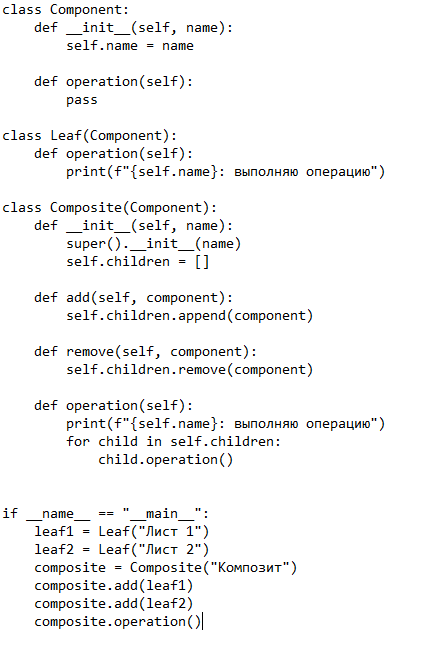 class Component:
    def __init__(self, name):
        self.name = name

    def operation(self):
        pass

class Leaf(Component):
    def operation(self):
        print(f"{self.name}: выполняю операцию")

class Composite(Component):
    def __init__(self, name):
        super().__init__(name)
        self.children = []

    def add(self, component):
        self.children.append(component)

    def remove(self, component):
        self.children.remove(component)

    def operation(self):
        print(f"{self.name}: выполняю операцию")
        for child in self.children:
            child.operation()


if __name__ == "__main__":
    leaf1 = Leaf("Лист 1")
    leaf2 = Leaf("Лист 2")
    composite = Composite("Композит")
    composite.add(leaf1)
    composite.add(leaf2)
    composite.operation()